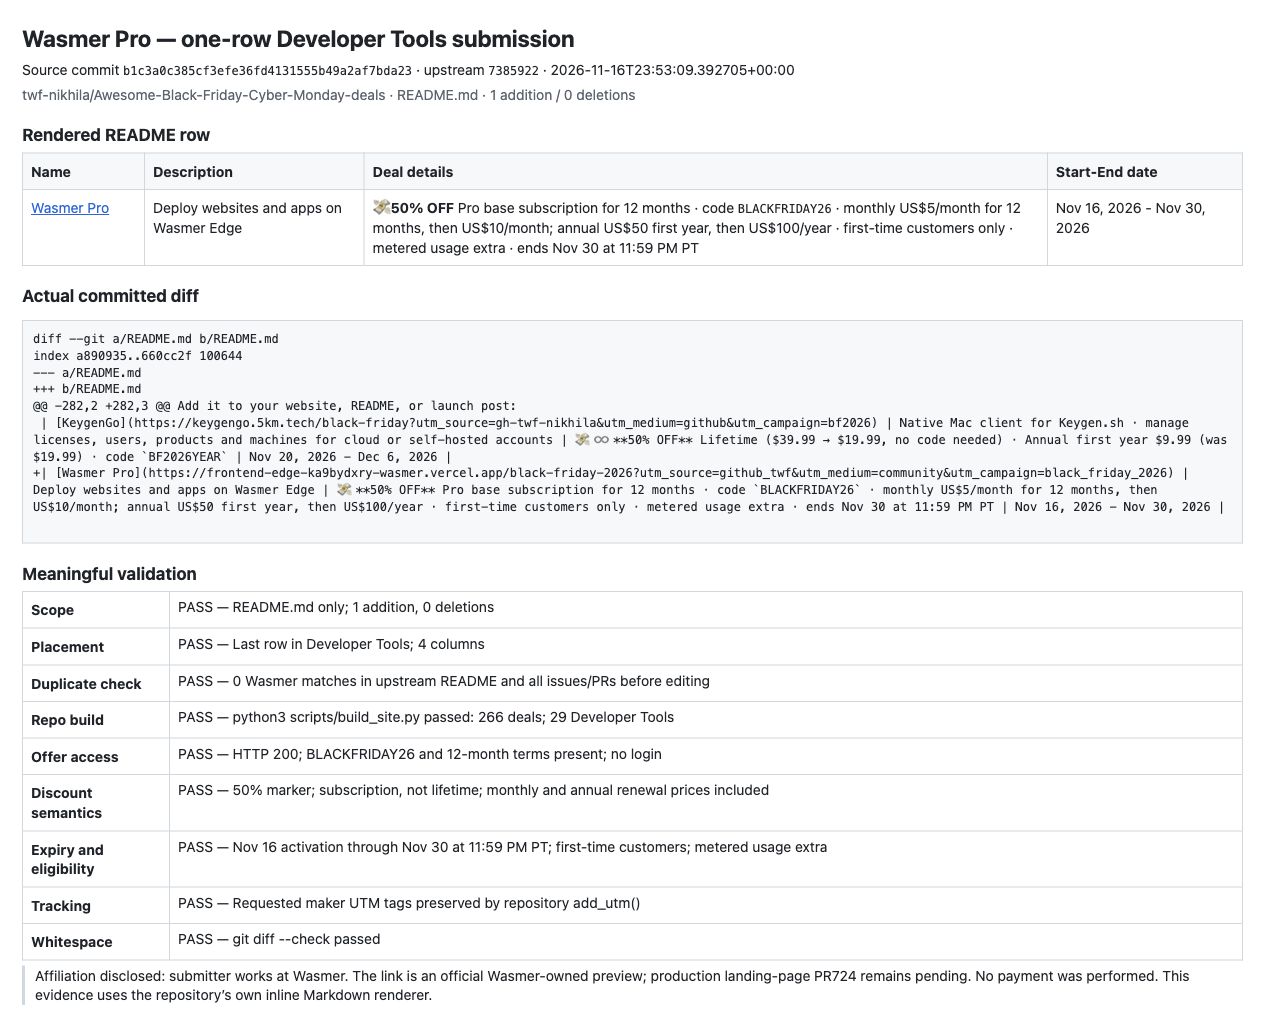 Wasmer Pro — one-row Developer Tools submission
Source commit b1c3a0c385cf3efe36fd4131555b49a2af7bda23 · upstream 7385922 · 2026-11-16T23:53:09.392705+00:00
twf-nikhila/Awesome-Black-Friday-Cyber-Monday-deals · README.md · 1 addition / 0 deletions
Rendered README row
Name Description Deal details Start-End date
Wasmer Pro Deploy websites and apps on 💸50% OFF Pro base subscription for 12 months · code BLACKFRIDAY26 · monthly US$5/month for 12 Nov 16, 2026 - Nov 30,
Wasmer Edge months, then US$10/month; annual US$50 first year, then US$100/year · first-time customers only · 2026
metered usage extra · ends Nov 30 at 11:59 PM PT
Actual committed diff
diff --git a/README.md b/README.md
index a890935..660cc2f 100644
--- a/README.md
+++ b/README.md
@@ -282,2 +282,3 @@ Add it to your website, README, or launch post:
| [KeygenGo](https://keygengo.5km.tech/black-friday?utm_source=gh-twf-nikhila&utm_medium=github&utm_campaign=bf2026) | Native Mac client for Keygen.sh · manage
licenses, users, products and machines for cloud or self-hosted accounts | 💸 ♾️ **50% OFF** Lifetime ($39.99 → $19.99, no code needed) · Annual first year $9.99 (was
$19.99) · code `BF2026YEAR` | Nov 20, 2026 - Dec 6, 2026 |
+| [Wasmer Pro](https://frontend-edge-ka9bydxry-wasmer.vercel.app/black-friday-2026?utm_source=github_twf&utm_medium=community&utm_campaign=black_friday_2026) |
Deploy websites and apps on Wasmer Edge | 💸 **50% OFF** Pro base subscription for 12 months · code `BLACKFRIDAY26` · monthly US$5/month for 12 months, then
US$10/month; annual US$50 first year, then US$100/year · first-time customers only · metered usage extra · ends Nov 30 at 11:59 PM PT | Nov 16, 2026 - Nov 30, 2026 |
Meaningful validation
Scope PASS — README.md only; 1 addition, 0 deletions
Placement PASS — Last row in Developer Tools; 4 columns
Duplicate check PASS — 0 Wasmer matches in upstream README and all issues/PRs before editing
Repo build PASS — python3 scripts/build_site.py passed: 266 deals; 29 Developer Tools
Offer access PASS — HTTP 200; BLACKFRIDAY26 and 12-month terms present; no login
Discount PASS — 50% marker; subscription, not lifetime; monthly and annual renewal prices included
semantics
Expiry and PASS — Nov 16 activation through Nov 30 at 11:59 PM PT; first-time customers; metered usage extra
eligibility
Tracking PASS — Requested maker UTM tags preserved by repository add_utm()
Whitespace PASS — git diff --check passed
Affiliation disclosed: submitter works at Wasmer. The link is an official Wasmer-owned preview; production landing-page PR724 remains pending. No payment was performed. This
evidence uses the repository's own inline Markdown renderer.